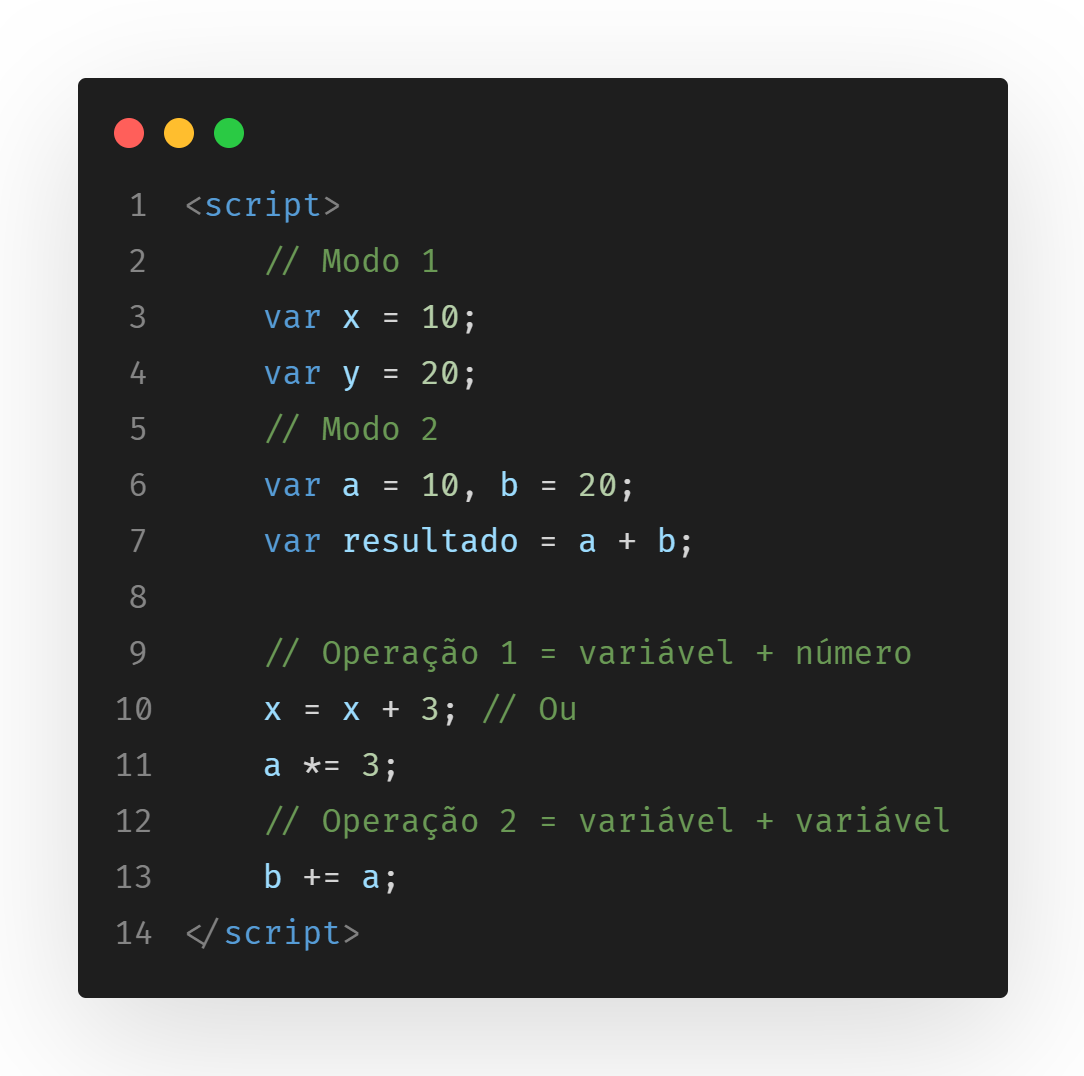 1 <script>
2 // Modo 1
3 var x = 10;
4 var y = 20;
5 // Modo 2
6 var a = 10, b = 20;
7 var resultado = a + b;
8
9 // Operação 1 = variável + número
10 x = x + 3; // Ou
11 a *= 3;
12 // Operação 2 = variável + variável
13 b += a;
14 </script>